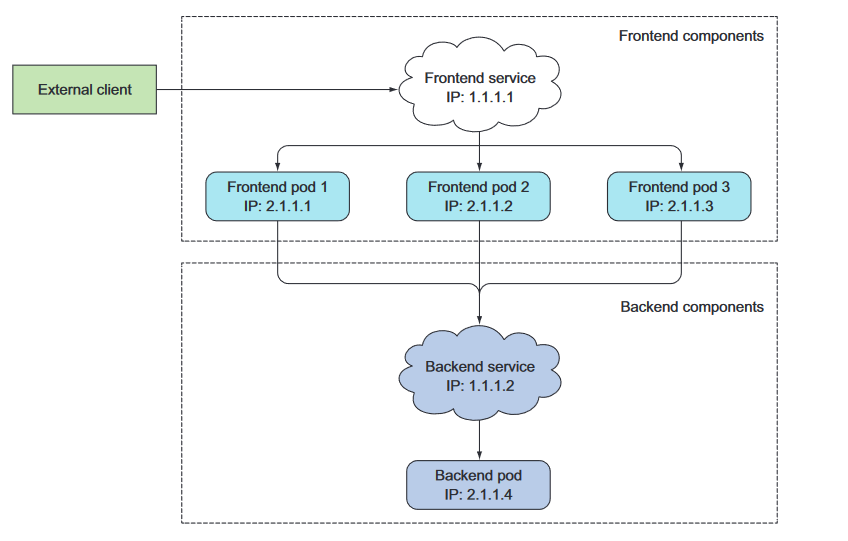 Frontend components
External client
Frontend service
IP: 1.1.1.1
Frontend pod 1
IP: 2.1.1.1
Frontend pod 2
IP: 2.1.1.2
Frontend pod 3
IP: 2.1.1.3
Backend components
Backend service
IP: 1.1.1.2
Backend pod
IP: 2.1.1.4